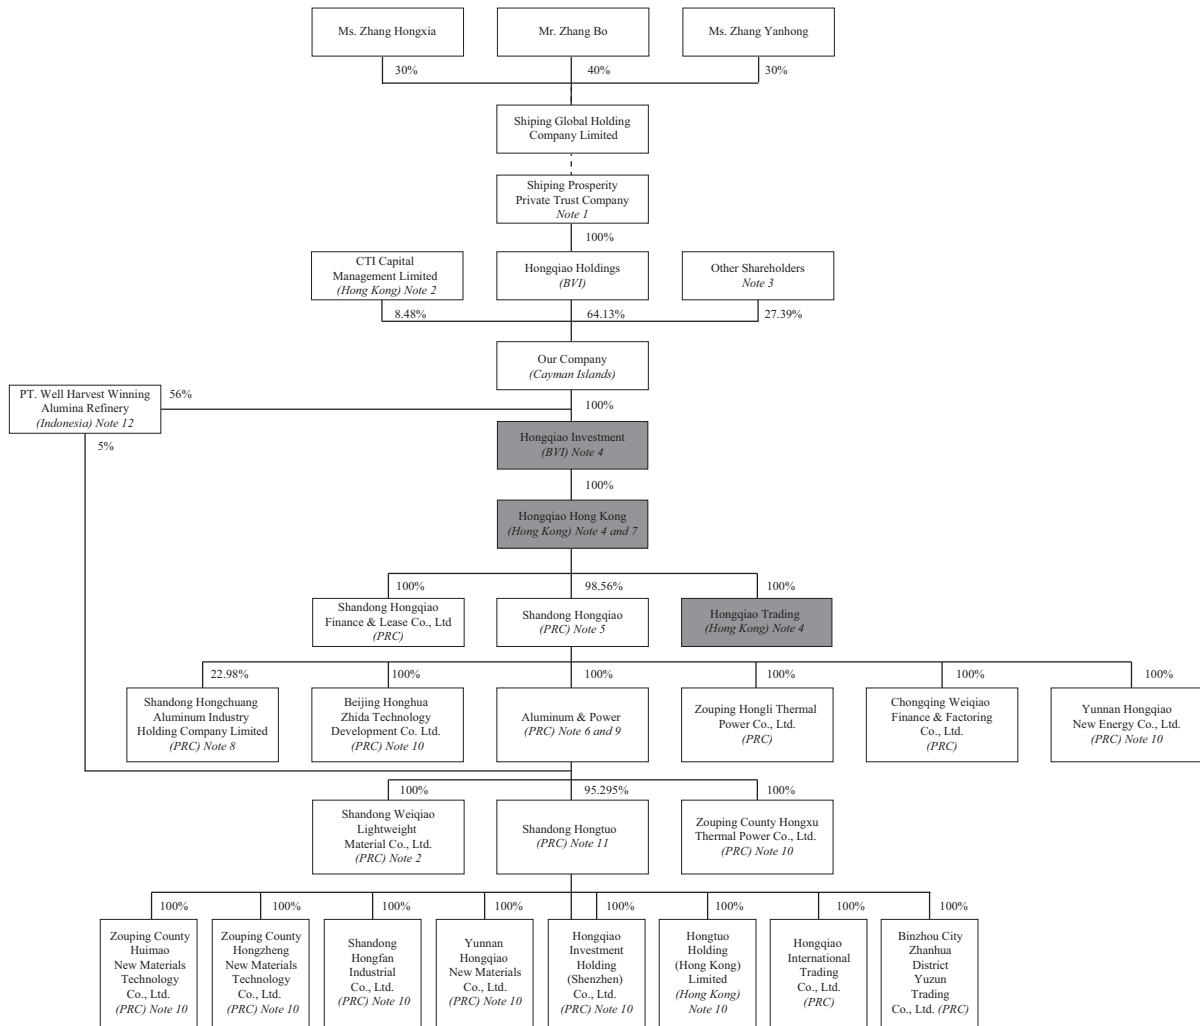 Ms. Zhang Hongxia
Mr. Zhang Bo
Ms. Zhang Yanhong
30%
40%
30%
Shiping Global Holding
Company Limited
Shiping Prosperity
Private Trust Company
Note 1
100%
CTI Capital
Management Limited
(Hong Kong) Note 2
Hongqiao Holdings
(BVI)
Other Shareholders
Note 3
8.48%
64.13%
27.39%
Our Company
(Cayman Islands)
PT. Well Harvest Winning
Alumina Refinery
(Indonesia) Note 12
56%
100%
5%
Hongqiao Investment
(BVI) Note 4
100%
Hongqiao Hong Kong
(Hong Kong) Note 4 and 7
100%
98.56%
100%
Shandong Hongqiao
Finance & Lease Co., Ltd
(PRC)
Shandong Hongqiao
(PRC) Note 5
Hongqiao Trading
(Hong Kong) Note 4
22.98%
100%
100%
100%
100%
100%
Shandong Hongchuang
Aluminum Industry
Holding Company Limited
(PRC) Note 8
Beijing Honghua
Zhida Technology
Development Co. Ltd.
(PRC) Note 10
Aluminum & Power
(PRC) Note 6 and 9
Zouping Hongli Thermal
Power Co., Ltd.
(PRC)
Chongqing Weiqiao
Finance & Factoring
Co., Ltd.
(PRC)
Yunnan Hongqiao
New Energy Co., Ltd.
(PRC) Note 10
100%
95.295%
100%
Shandong Weiqiao
Lightweight
Material Co., Ltd.
(PRC) Note 2
Shandong Hongtuo
(PRC) Note 11
Zouping County Hongxu
Thermal Power Co., Ltd.
(PRC) Note 10
100%
100%
100%
100%
100%
100%
100%
100%
Zouping County
Huimao
New Materials
Technology
Co., Ltd.
(PRC) Note 10
Zouping County
Hongzheng
New Materials
Technology
Co., Ltd.
(PRC) Note 10
Shandong
Hongfan
Industrial
Co., Ltd.
(PRC) Note 10
Yunnan
Hongqiao
New Materials
Co., Ltd.
(PRC) Note 10
Hongqiao
Investment
Holding
(Shenzhen)
Co., Ltd.
(PRC) Note 10
Hongtuo
Holding
(Hong Kong)
Limited
(Hong Kong)
Note 10
Hongqiao
International
Trading
Co., Ltd.
(PRC)
Binzhou City
Zhanhua
District
Yuzun
Trading
Co., Ltd. (PRC)